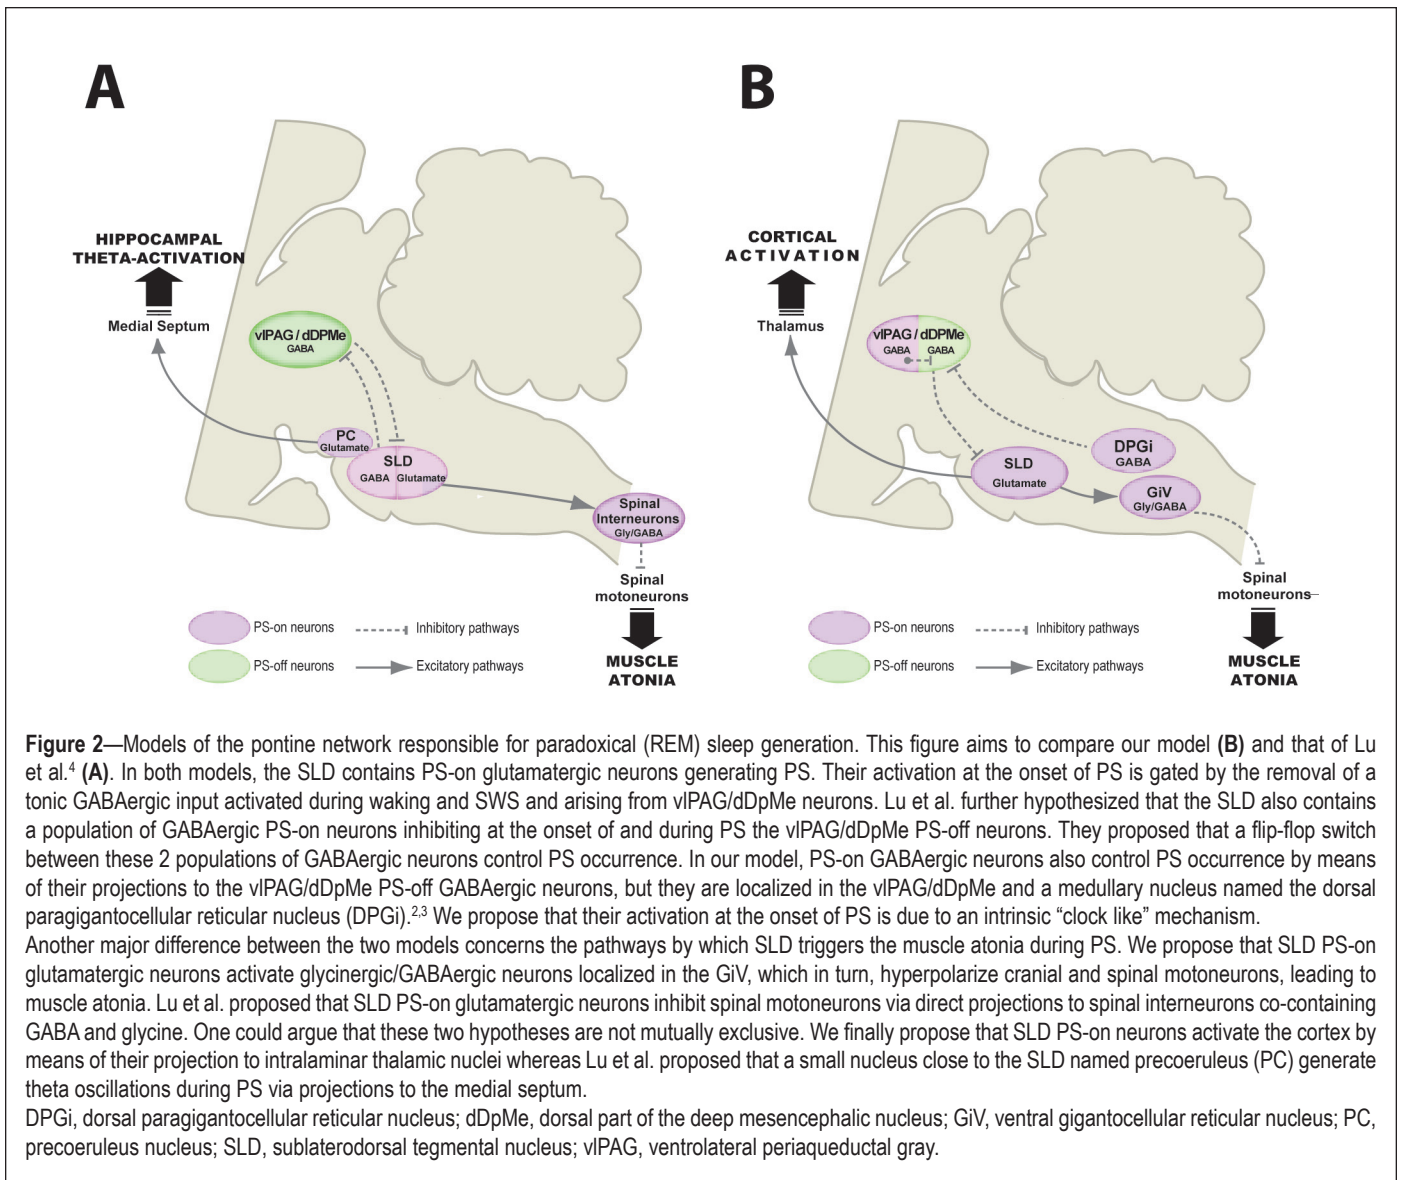 A
HIPPOCAMPAL
THETA-ACTIVATION
Medial Septum
vlPAG / dDPMe
GABA
PC
Glutamate
SLD
GABA Glutamate
Spinal
Interneurons
Gly/GABA
Spinal
motoneurons
MUSCLE
ATONIA
PS-on neurons
Inhibitory pathways
PS-off neurons
Excitatory pathways
B
CORTICAL
ACTIVATION
Thalamus
vlPAG / dDPMe
GABA GABA
SLD
Glutamate
DPGi
GABA
GiV
Gly/GABA
Spinal
motoneurons
MUSCLE
ATONIA
PS-on neurons
Inhibitory pathways
PS-off neurons
Excitatory pathways
Figure 2—Models of the pontine network responsible for paradoxical (REM) sleep generation. This figure aims to compare our model (B) and that of Lu
et al.4 (A). In both models, the SLD contains PS-on glutamatergic neurons generating PS. Their activation at the onset of PS is gated by the removal of a
tonic GABAergic input activated during waking and SWS and arising from vlPAG/dDpMe neurons. Lu et al. further hypothesized that the SLD also contains
a population of GABAergic PS-on neurons inhibiting at the onset of and during PS the vlPAG/dDpMe PS-off neurons. They proposed that a flip-flop switch
between these 2 populations of GABAergic neurons control PS occurrence. In our model, PS-on GABAergic neurons also control PS occurrence by means
of their projections to the vlPAG/dDpMe PS-off GABAergic neurons, but they are localized in the vlPAG/dDpMe and a medullary nucleus named the dorsal
paragigantocellular reticular nucleus (DPGi).2,3 We propose that their activation at the onset of PS is due to an intrinsic “clock like” mechanism.
Another major difference between the two models concerns the pathways by which SLD triggers the muscle atonia during PS. We propose that SLD PS-on
glutamatergic neurons activate glycinergic/GABAergic neurons localized in the GiV, which in turn, hyperpolarize cranial and spinal motoneurons, leading to
muscle atonia. Lu et al. proposed that SLD PS-on glutamatergic neurons inhibit spinal motoneurons via direct projections to spinal interneurons co-containing
GABA and glycine. One could argue that these two hypotheses are not mutually exclusive. We finally propose that SLD PS-on neurons activate the cortex by
means of their projection to intralaminar thalamic nuclei whereas Lu et al. proposed that a small nucleus close to the SLD named precoeruleus (PC) generate
theta oscillations during PS via projections to the medial septum.
DPGi, dorsal paragigantocellular reticular nucleus; dDpMe, dorsal part of the deep mesencephalic nucleus; GiV, ventral gigantocellular reticular nucleus; PC,
precoeruleus nucleus; SLD, sublaterodorsal tegmental nucleus; vlPAG, ventrolateral periaqueductal gray.